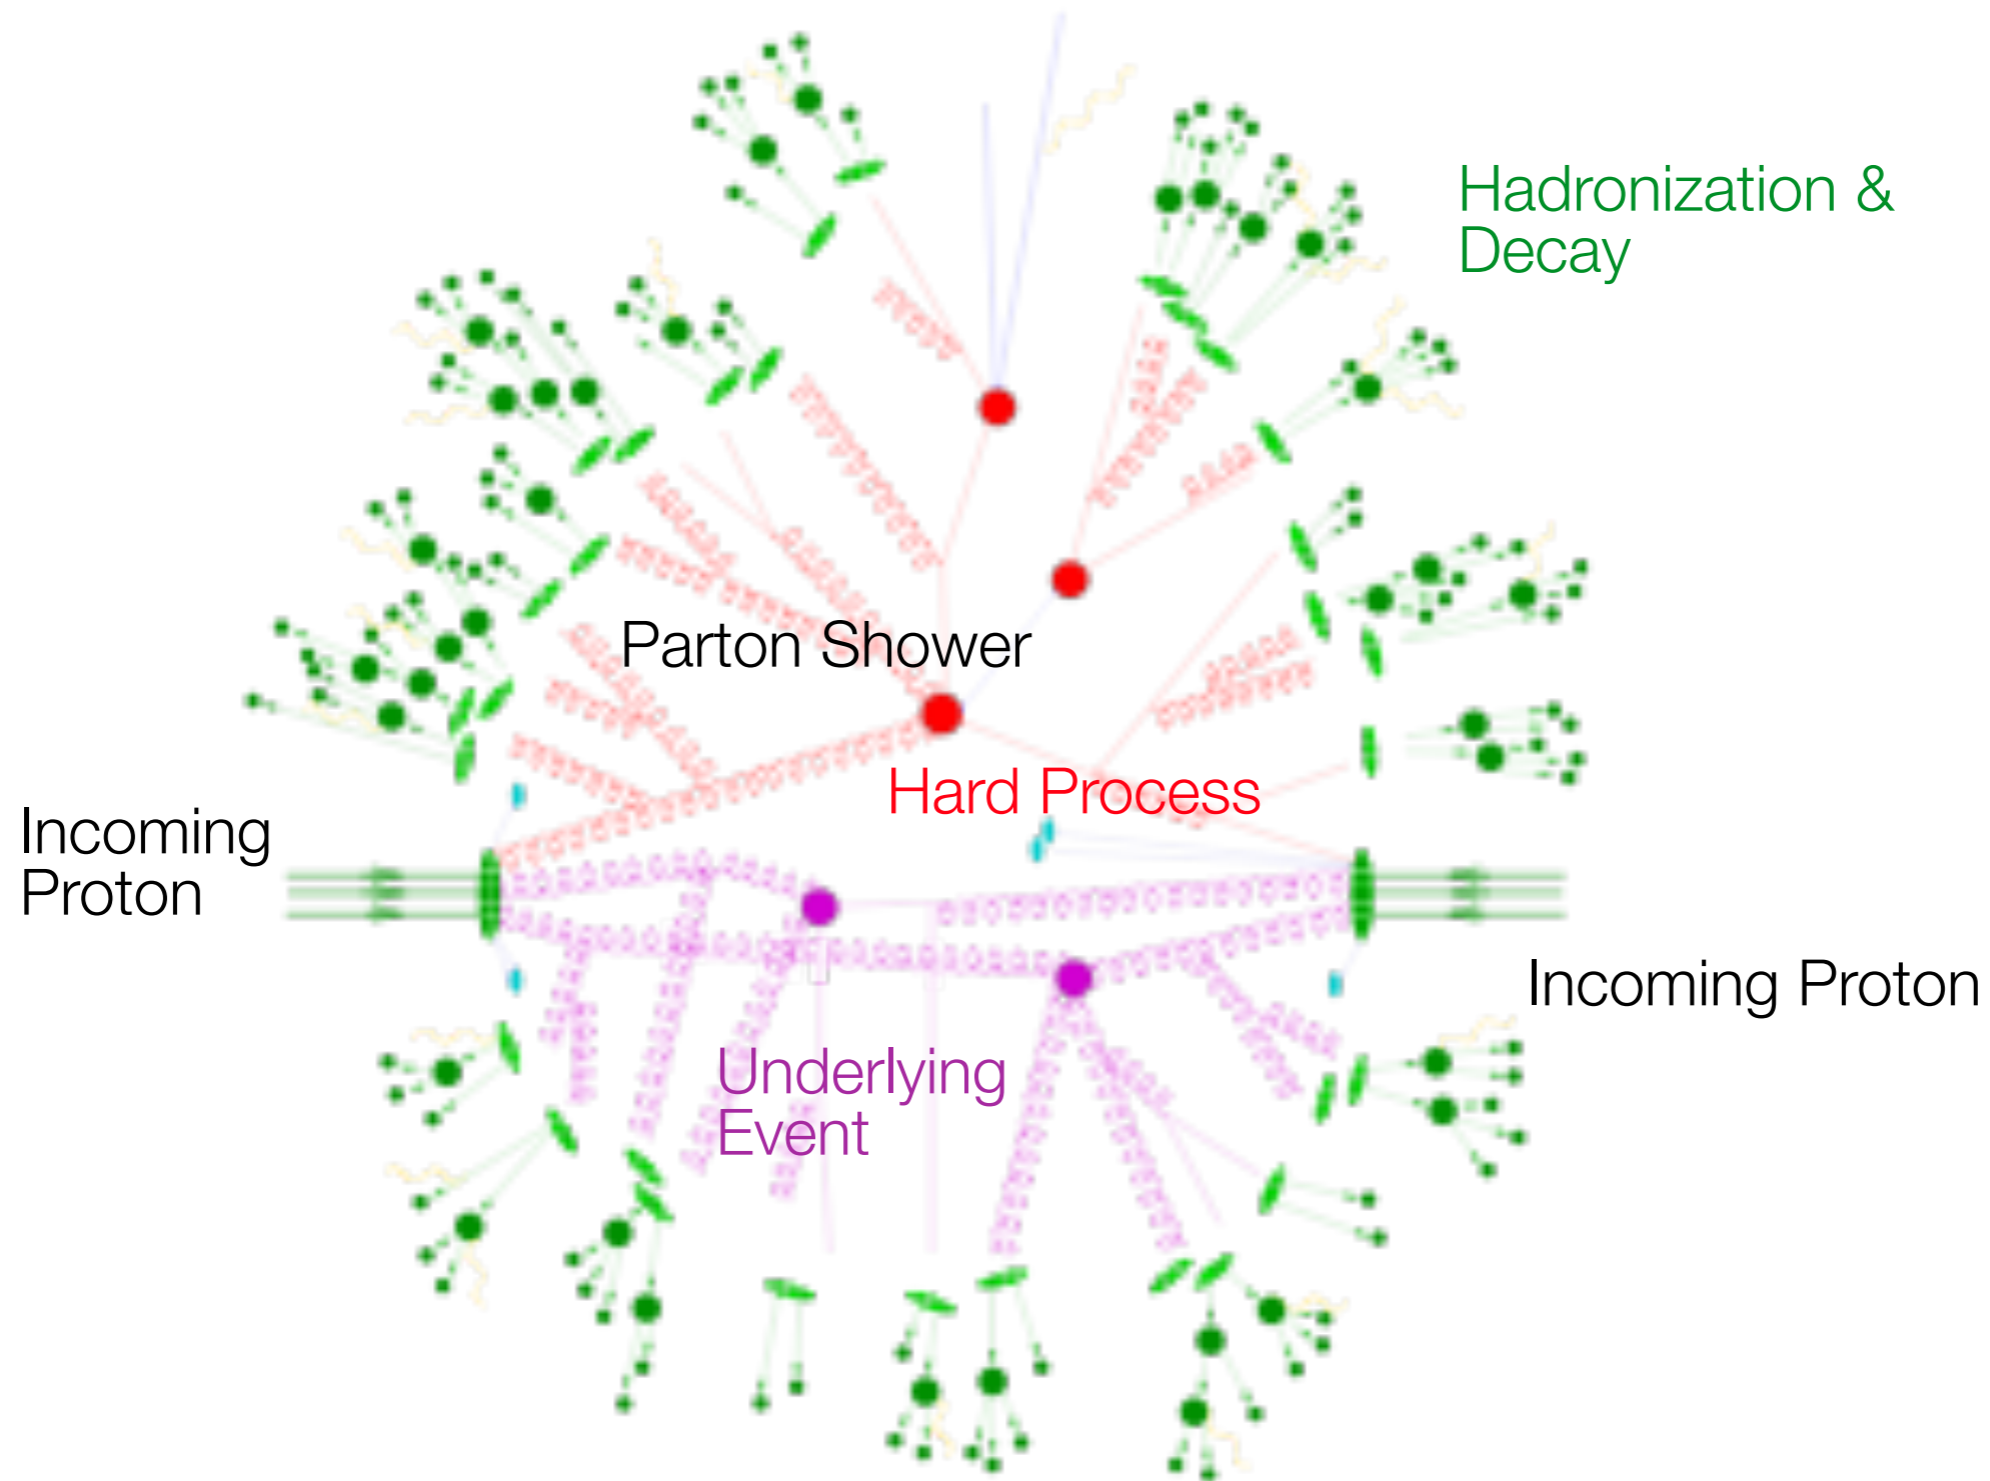 Hadronization &
Decay
Parton Shower
Hard Process
Incoming
Proton
Incoming Proton
Underlying
Event